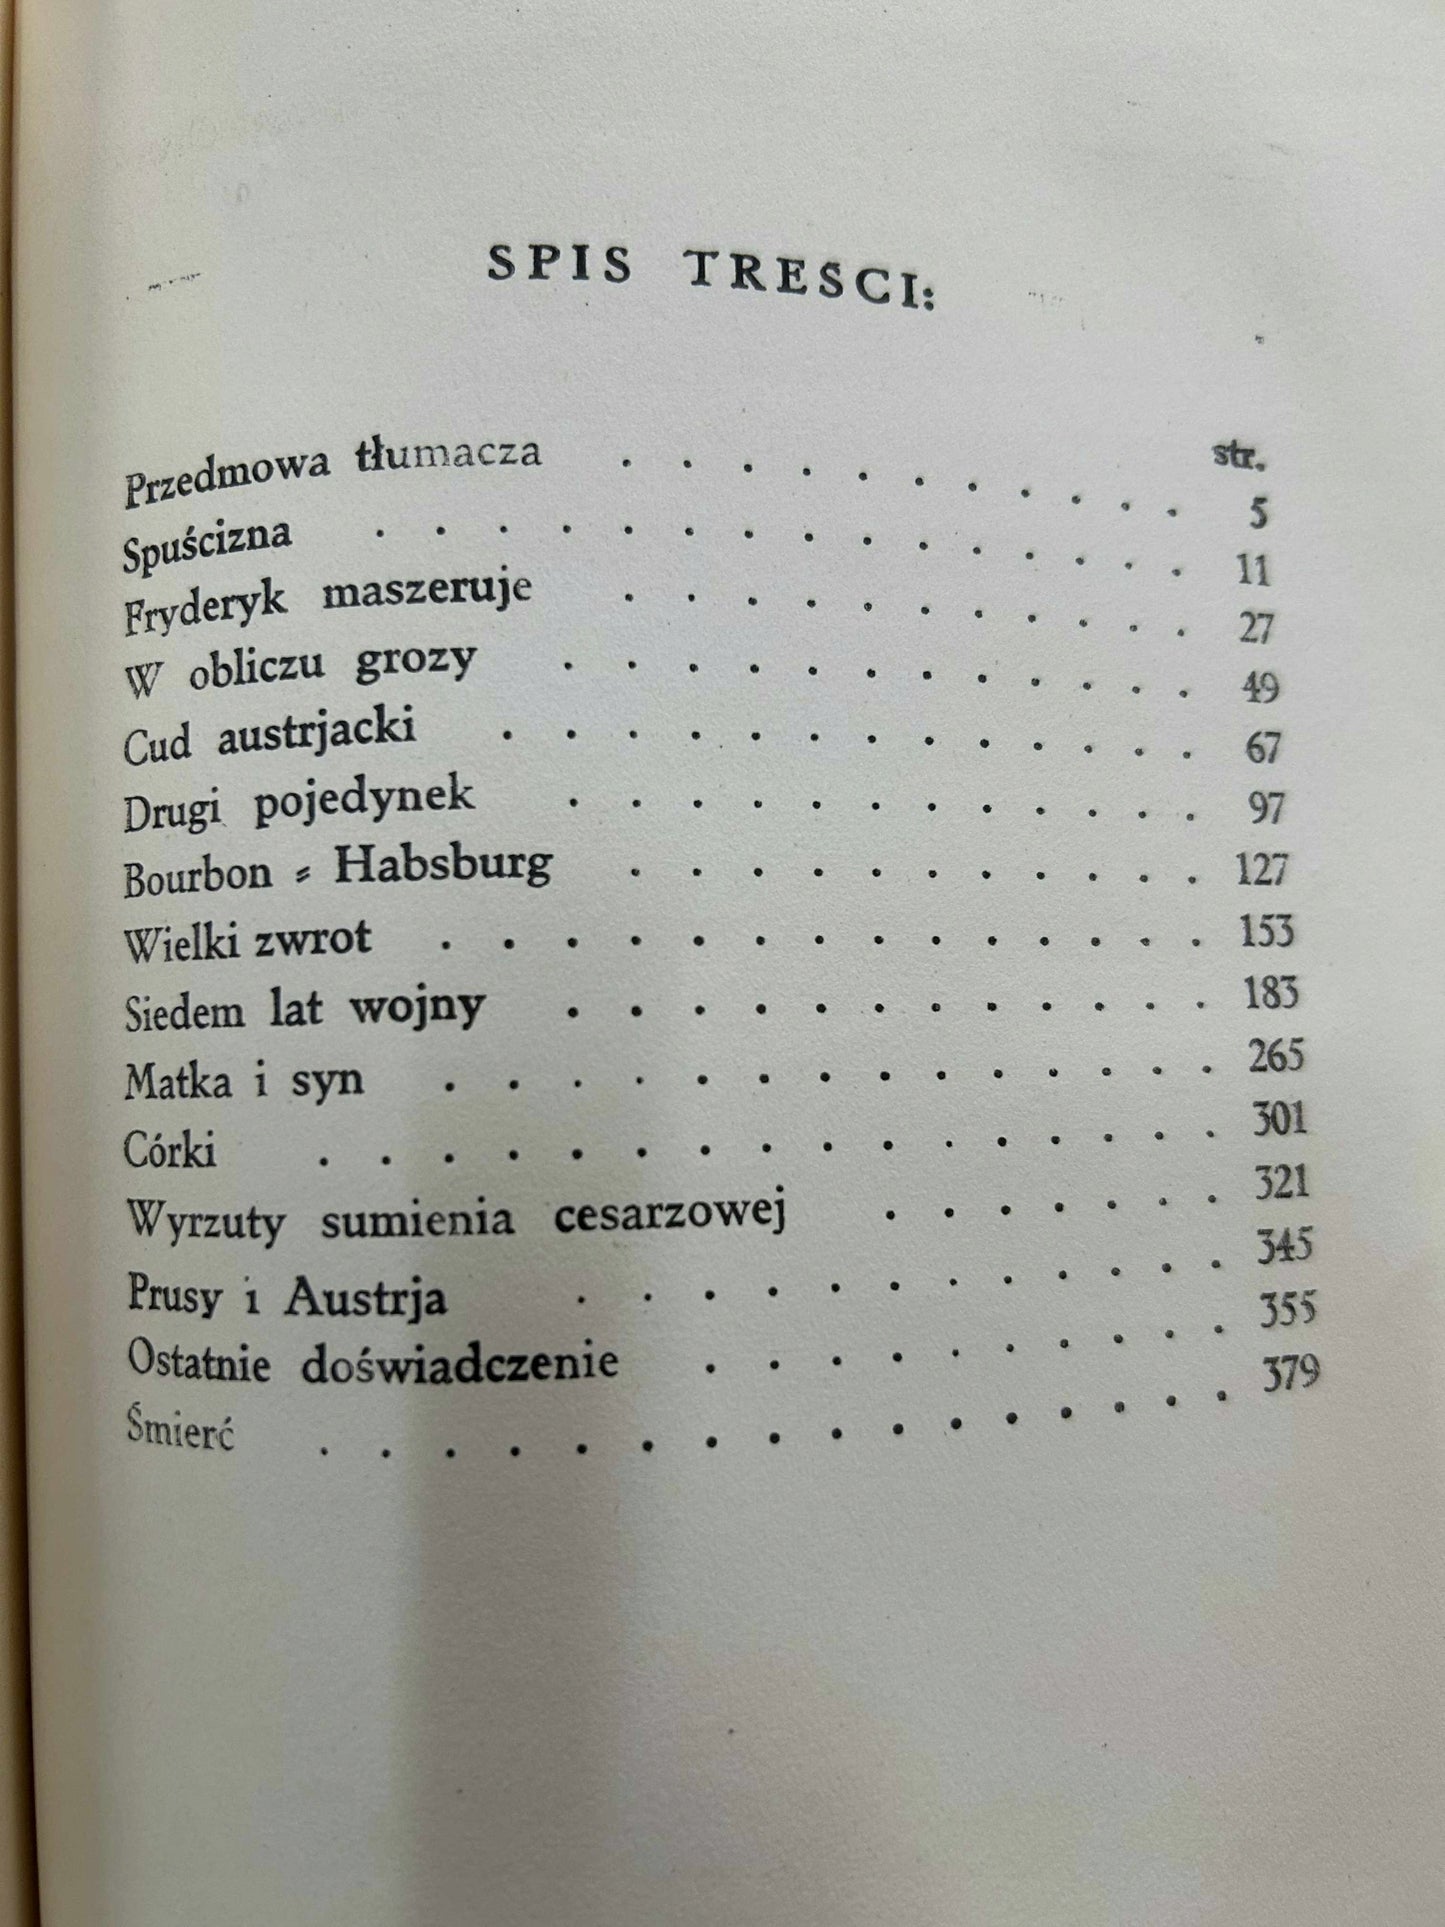 SPIS TRESCI:
str.
Przedmowa tłumacza . . . . . . . . . . 5
Spuścizna . . . . . . . . . . . . . . 11
Fryderyk maszeruje . . . . . . . . . . 27
W obliczu grozy . . . . . . . . . . . 49
Cud austrjacki . . . . . . . . . . . . 67
Drugi pojedynek . . . . . . . . . . . 97
Bourbon - Habsburg . . . . . . . . . . 127
Wielki zwrot . . . . . . . . . . . . . 153
Siedem lat wojny . . . . . . . . . . . 183
Matka i syn . . . . . . . . . . . . . 265
Córki . . . . . . . . . . . . . . . 301
Wyrzuty sumienia cesarzowej . . . . . . 321
Prusy i Austrja . . . . . . . . . . . 345
Ostatnie doświadczenie . . . . . . . . . 355
Śmierć . . . . . . . . . . . . . . . 379